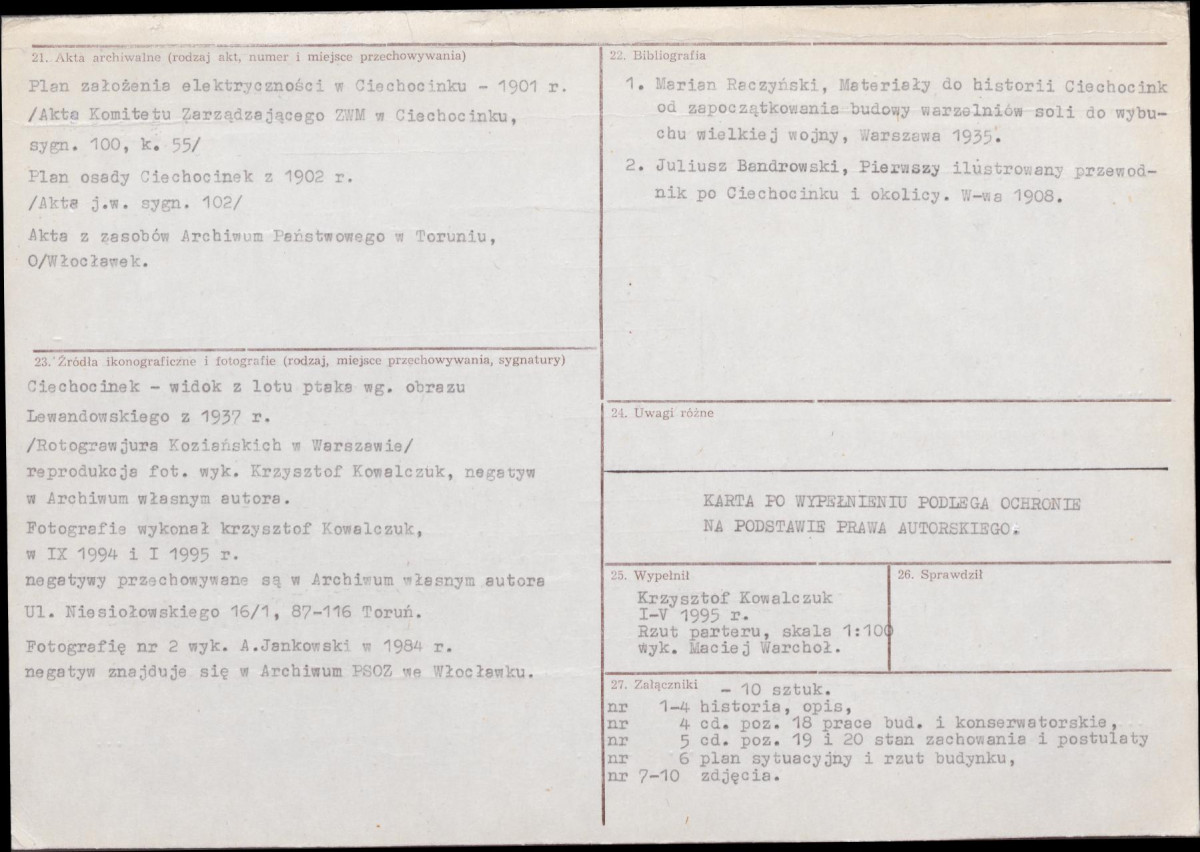 21. Akta archiwalne (rodzaj akt, numer i miejsce przechowywania)
Plan założenia elektryczności w Ciechocinku - 1901 r.
/Akta Komitetu Zarządzającego ZWM w Ciechocinku,
sygn. 100, k. 55/
Plan osady Ciechocinek z 1902 r.
/Akta j.w. sygn. 102/
Akta z zasobów Archiwum Państwowego w Toruniu,
O/Włocławek.
22. Bibliografia
1. Marian Raczyński, Materiały do historii Ciechocink
od zapoczątkowania budowy warzelniów soli do wybu-
chu wielkiej wojny, Warszawa 1935.
2. Juliusz Bandrowski, Pierwszy ilustrowany przewod-
nik po Ciechocinku i okolicy. W-wa 1908.
23. Źródła ikonograficzne i fotografie (rodzaj, miejsce przechowywania, sygnatury)
Ciechocinek - widok z lotu ptaka wg. obrazu
Lewandowskiego z 1937 r.
/Rotograwjura Koziańskich w Warszawie/
reprodukcja fot. wyk. Krzysztof Kowalczuk, negatyw
w Archiwum własnym autora.
Fotografie wykonał krzysztof Kowalczuk,
w IX 1994 i I 1995 r.
negatywy przechowywane są w Archiwum własnym autora
Ul. Niesiołowskiego 16/1, 87-116 Toruń.
Fotografię nr 2 wyk. A.Jankowski w 1984 r.
negatyw znajduje się w Archiwum PSOZ we Włocławku.
24. Uwagi różne
KARTA PO WYPEŁNIENIU PODLEGA OCHRONIE
NA PODSTAWIE PRAWA AUTORSKIEGO.
25. Wypełnił
Krzysztof Kowalczuk
I-V 1995 r.
Rzut parteru, skala 1:100
wyk. Maciej Warchoł.
26. Sprawdził
27. Załączniki - 10 sztuk.
nr 1-4 historia, opis,
nr 4 cd. poz. 18 prace bud. i konserwatorskie,
nr 5 cd. poz. 19 i 20 stan zachowania i postulaty
nr 6 plan sytuacyjny i rzut budynku,
nr 7-10 zdjęcia.